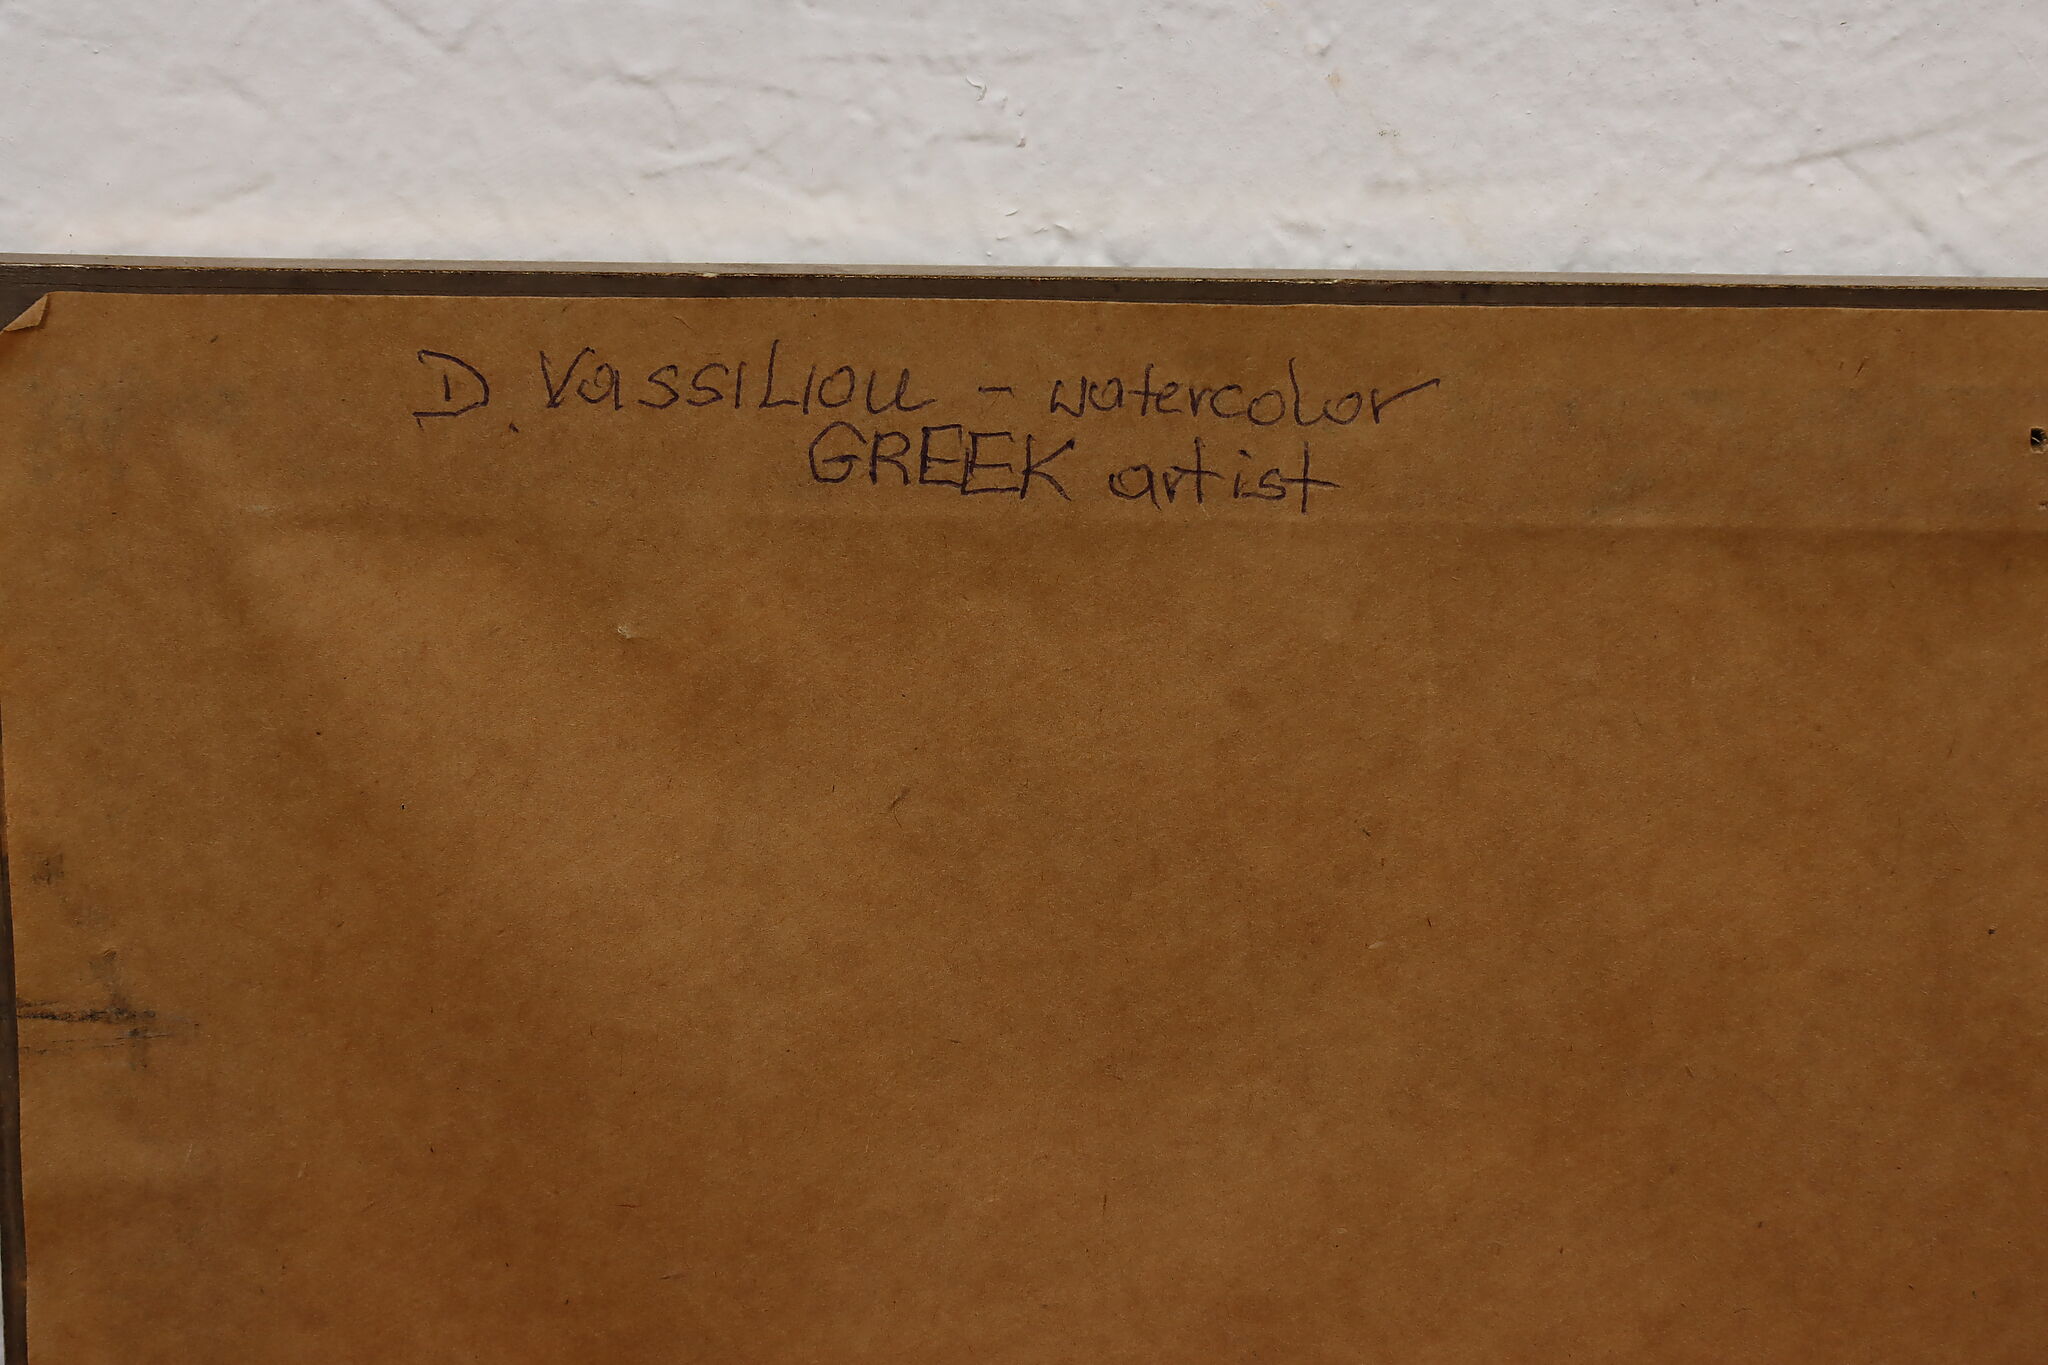 D. VASSILIOU - watercolor
GREEK artist